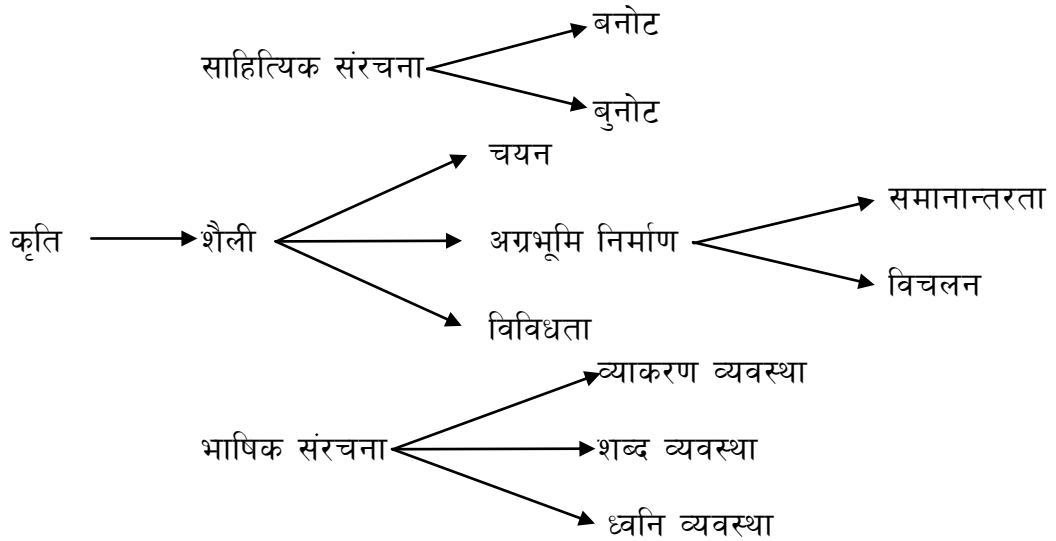 बनोट
साहित्यिक संरचना
बुनोट
चयन
समानान्तरता
कृति शैली अग्रभूमि निर्माण
विचलन
विविधता
व्याकरण व्यवस्था
भाषिक संरचना शब्द व्यवस्था
ध्वनि व्यवस्था